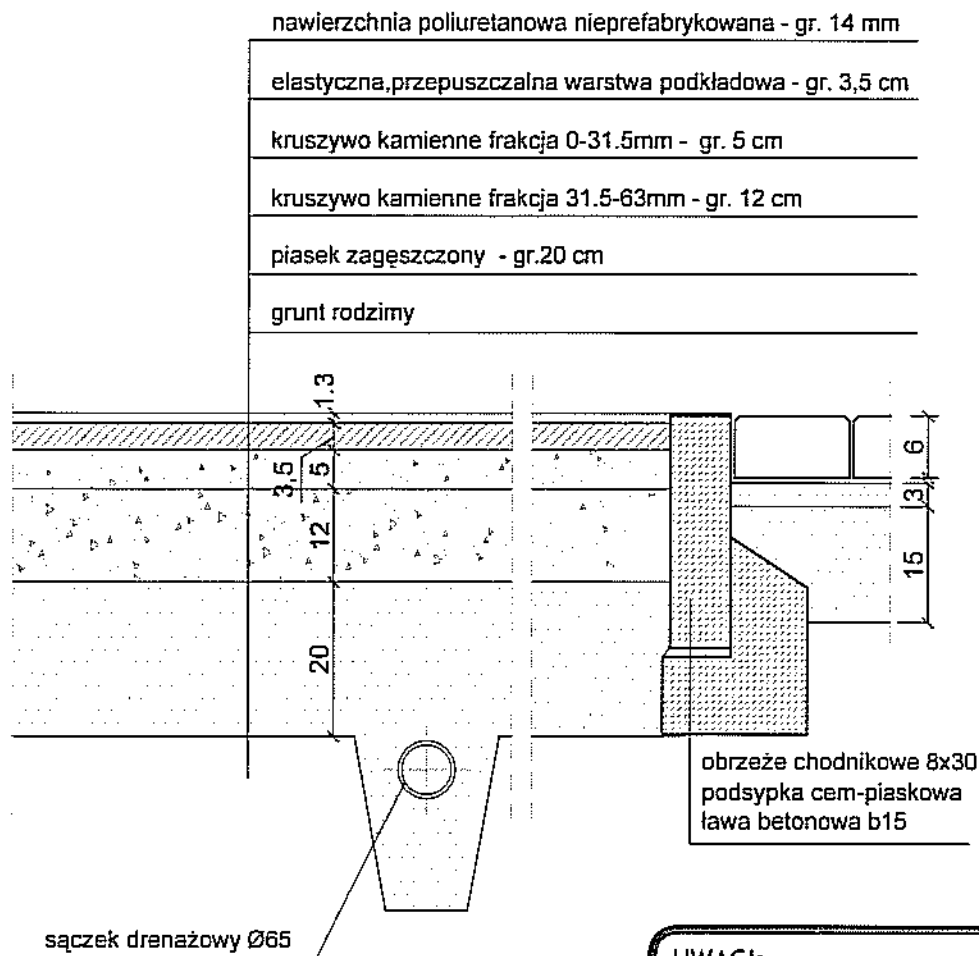 nawierzchnia poliuretanowa nieprefabrykowana - gr. 14 mm
elastyczna,przepuszczalna warstwa podkładowa - gr. 3,5 cm
kruszywo kamienne frakcja 0-31.5mm - gr. 5 cm
kruszywo kamienne frakcja 31.5-63mm - gr. 12 cm
piasek zagęszczony - gr.20 cm
grunt rodzimy
1.3
3,5
5
12
20
6
3
15
obrzeże chodnikowe 8x30
podsypka cem-piaskowa
ława betonowa b15
sączek drenażowy Ø65